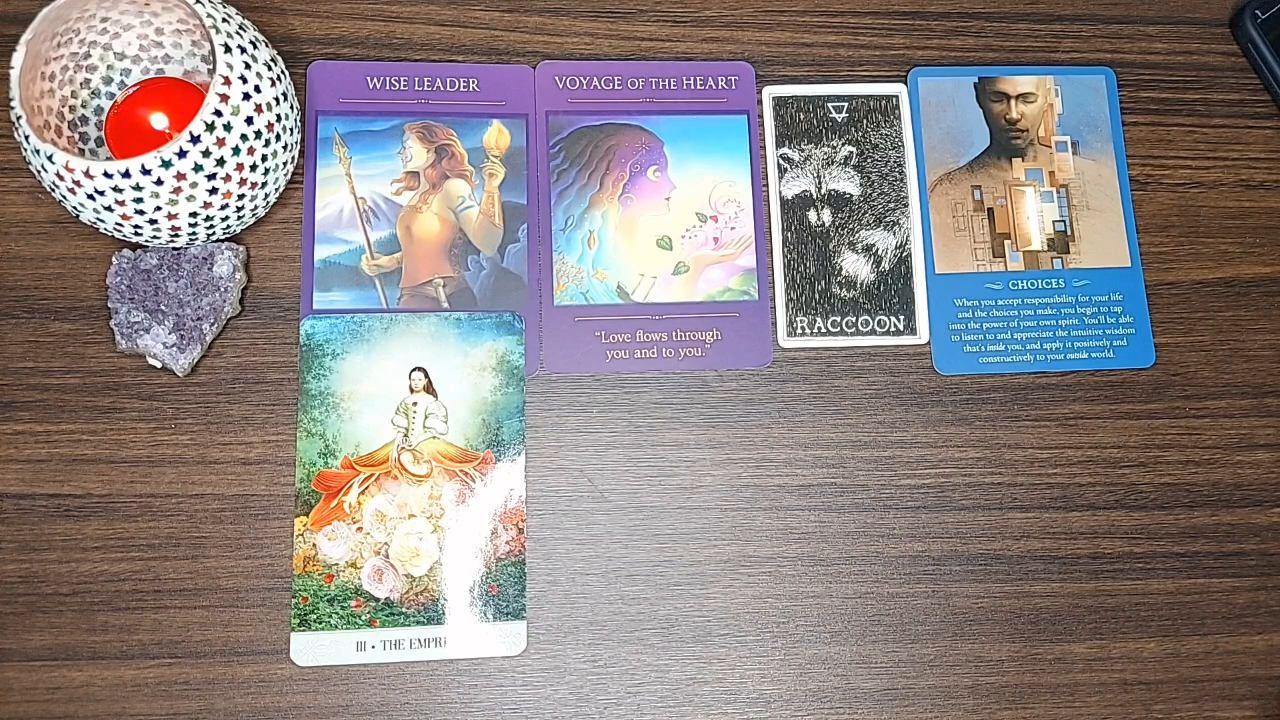 WISE LEADER
VOYAGE OF THE HEART
"Love flows through
you and to you."
RACCOON
CHOICES
When you accept responsibility for your life
and the choices you make, you begin to tap
into the power of your own spirit. You'll be able
to listen to and appreciate the intuitive wisdom
that's inside you, and apply it positively and
constructively to your outside world.
III • THE EMPR